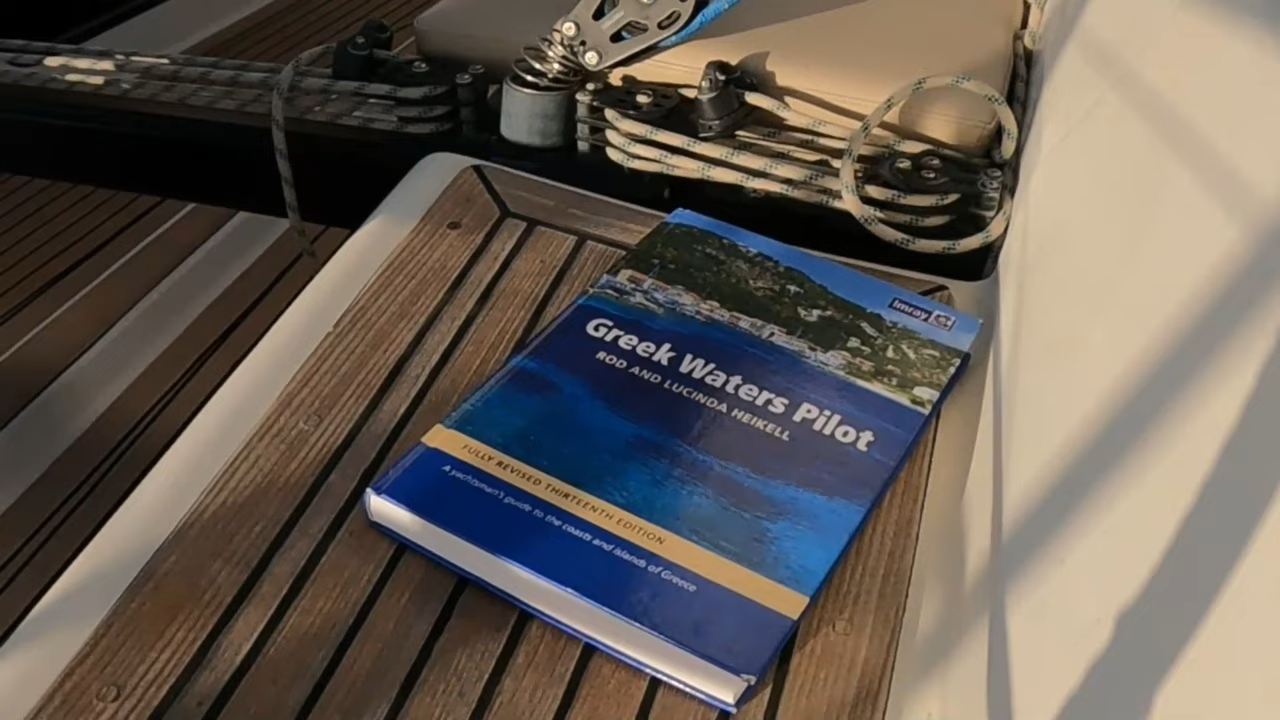 Imray
Greek Waters Pilot
ROD AND LUCINDA HEIKELL
FULLY REVISED THIRTEENTH EDITION
A yachtsman's guide to the coasts and islands of Greece